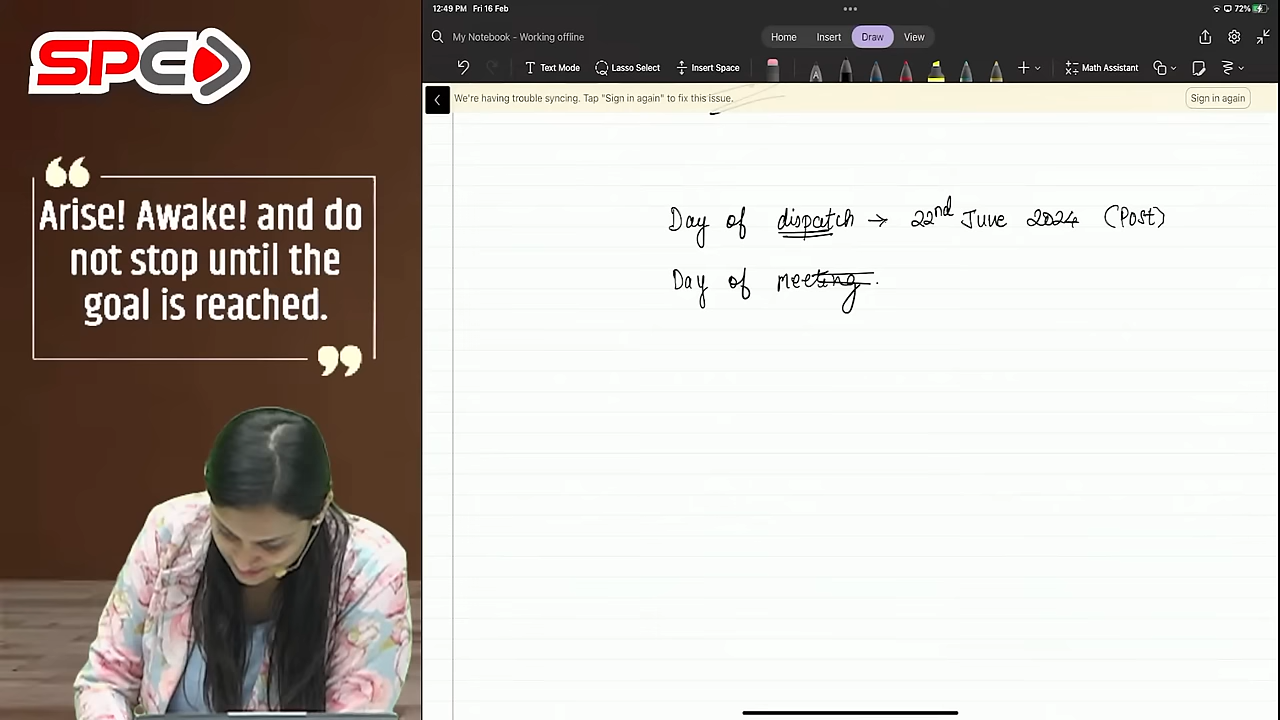 SPC
“
Arise! Awake! and do
not stop until the
goal is reached.
”
12:49 PM Fri 16 Feb
72%
My Notebook - Working offline
Home Insert Draw View
Text Mode Lasso Select Insert Space Math Assistant
We're having trouble syncing. Tap "Sign in again" to fix this issue. Sign in again
Day of dispatch → 22nd June 2024 (Post)
Day of meeting.